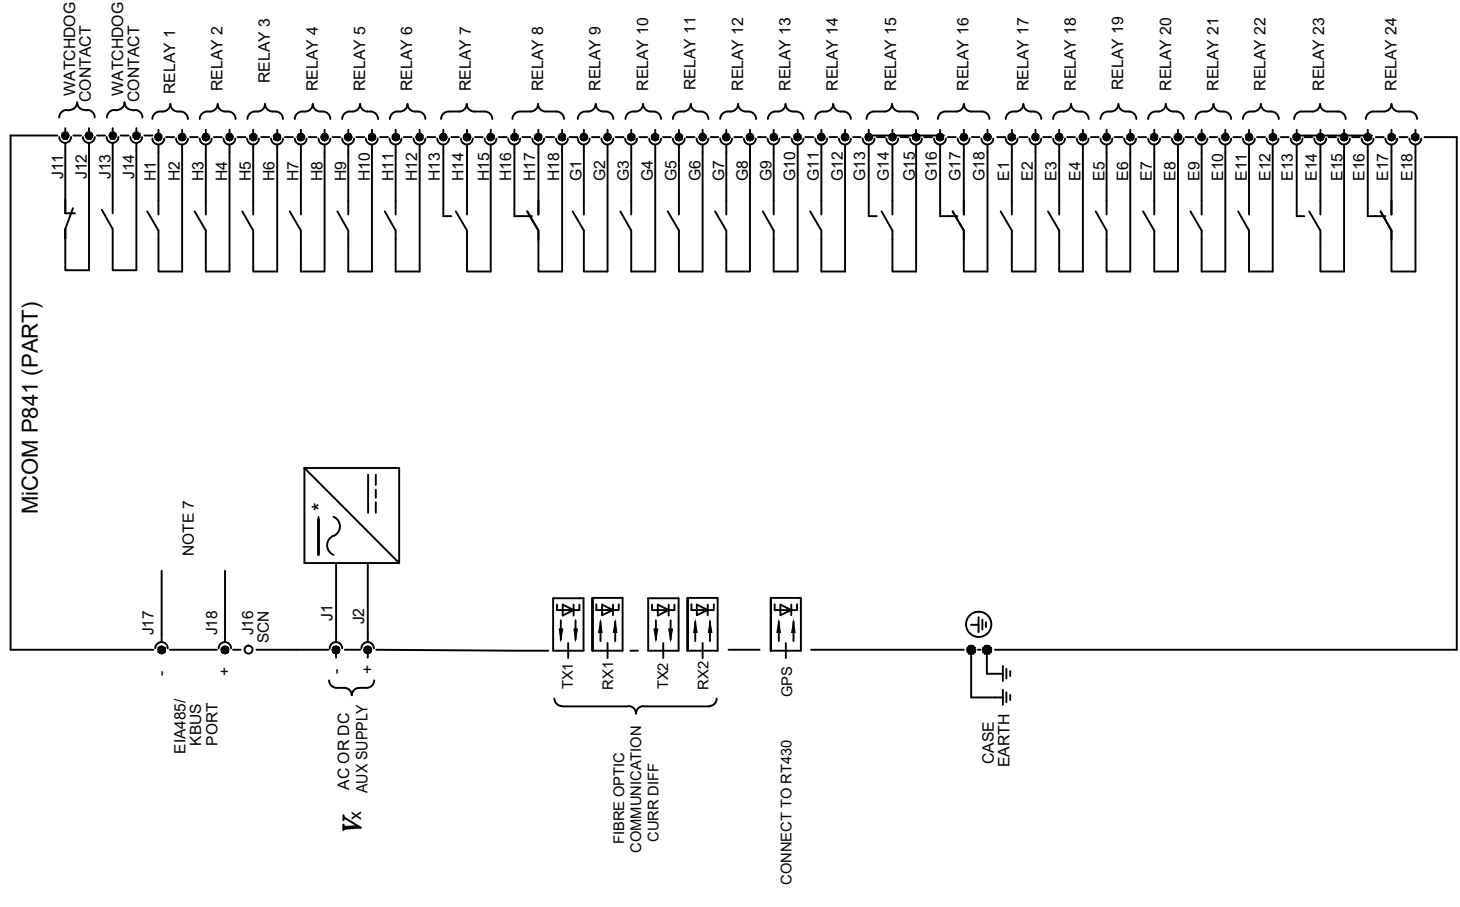 WATCHDOG
CONTACT
WATCHDOG
CONTACT
RELAY 1
RELAY 2
RELAY 3
RELAY 4
RELAY 5
RELAY 6
RELAY 7
RELAY 8
RELAY 9
RELAY 10
RELAY 11
RELAY 12
RELAY 13
RELAY 14
RELAY 15
RELAY 16
RELAY 17
RELAY 18
RELAY 19
RELAY 20
RELAY 21
RELAY 22
RELAY 23
RELAY 24
J11
J12
J13
J14
H1
H2
H3
H4
H5
H6
H7
H8
H9
H10
H11
H12
H13
H14
H15
H16
H17
H18
G1
G2
G3
G4
G5
G6
G7
G8
G9
G10
G11
G12
G13
G14
G15
G16
G17
G18
E1
E2
E3
E4
E5
E6
E7
E8
E9
E10
E11
E12
E13
E14
E15
E16
E17
E18
MiCOM P841 (PART)
NOTE 7
*
J17
J18
J16
SCN
J1
J2
-
+
-
+
EIA485/
KBUS
PORT
AC OR DC
AUX SUPPLY
Vx
TX1
RX1
TX2
RX2
GPS
FIBRE OPTIC
COMMUNICATION
CURR DIFF
CONNECT TO RT430
CASE
EARTH